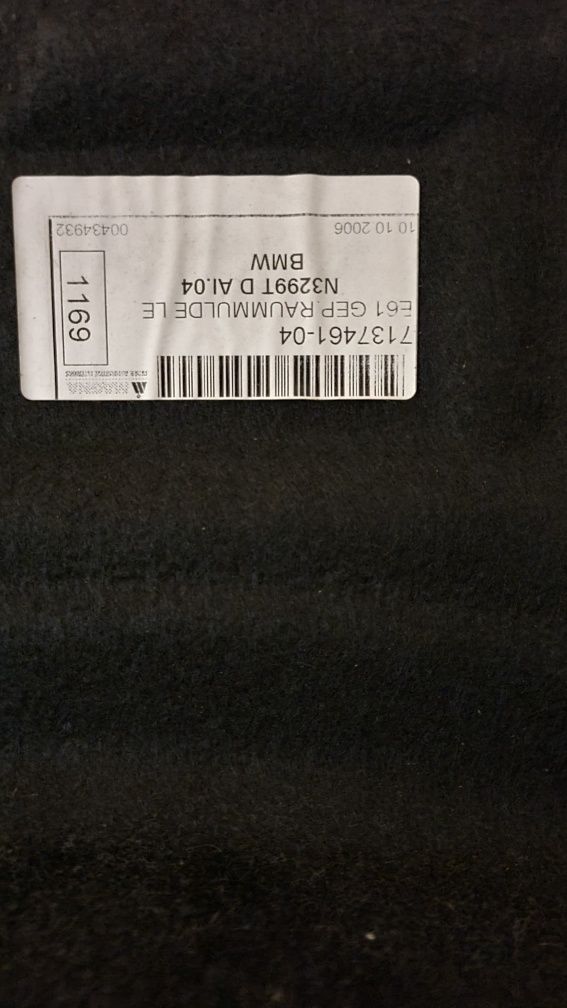 7137461-04
E61 GEP.RAUMMULDE LE
N3299T D AI.04
BMW
1169
10 10 2006
00434932